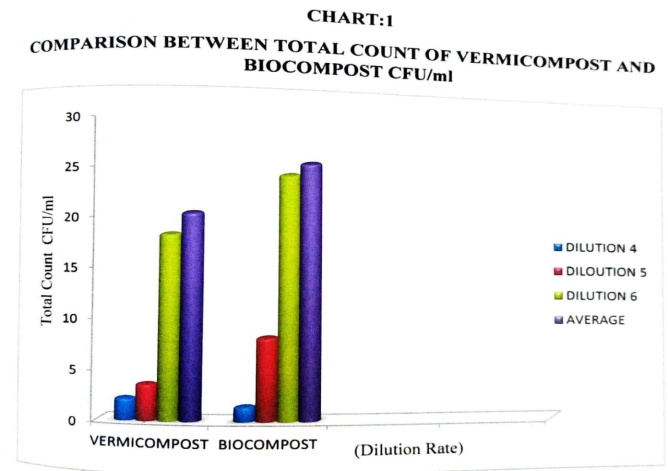 CHART:1
COMPARISON BETWEEN TOTAL COUNT OF VERMICOMPOST AND
BIOCOMPOST CFU/ml
30
25
20
15
10
5
0
Total Count CFU/ml
VERMICOMPOST BIOCOMPOST
(Dilution Rate)
DILUTION 4
DILOUTION 5
DILUTION 6
AVERAGE